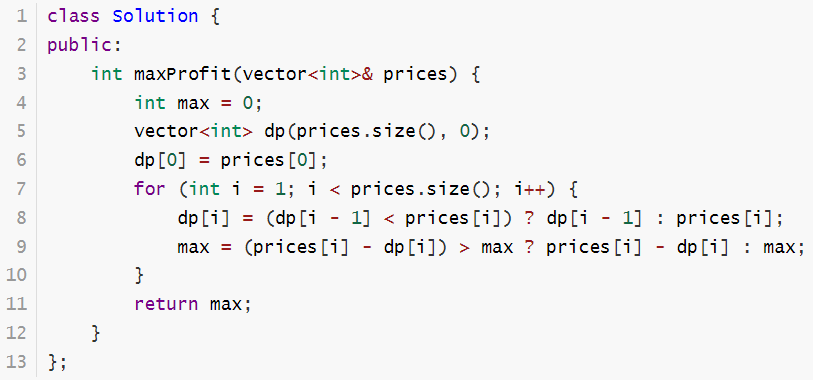 1 class Solution {
2 public:
3     int maxProfit(vector<int>& prices) {
4         int max = 0;
5         vector<int> dp(prices.size(), 0);
6         dp[0] = prices[0];
7         for (int i = 1; i < prices.size(); i++) {
8             dp[i] = (dp[i - 1] < prices[i]) ? dp[i - 1] : prices[i];
9             max = (prices[i] - dp[i]) > max ? prices[i] - dp[i] : max;
10         }
11         return max;
12     }
13 };